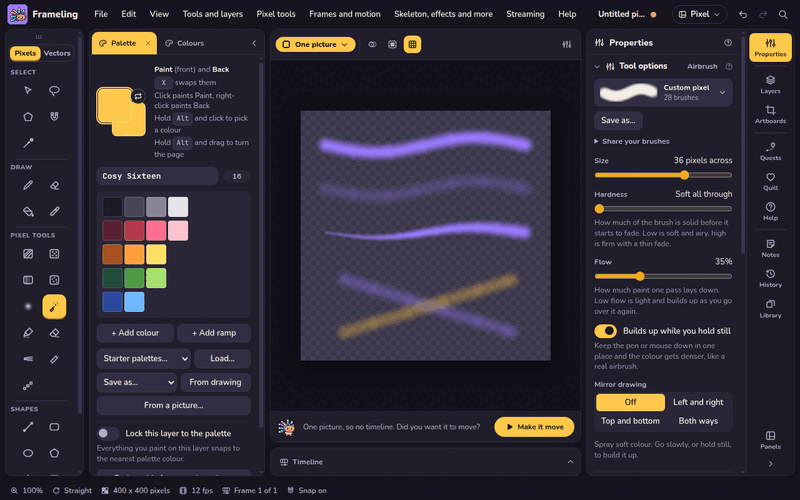 Frameling
File Edit View Tools and layers Pixel tools Frames and motion Skeleton, effects and more Streaming Help
Untitled pi...
Pixel
Pixels Vectors
SELECT
DRAW
PIXEL TOOLS
SHAPES
Palette
Colours
Paint (front) and Back
X swaps them
Click paints Paint, right-
click paints Back
Hold Alt and click to pick
a colour
Hold Alt and drag to turn
the page
Cosy Sixteen 16
+ Add colour + Add ramp
Starter palettes... Load...
Save as... From drawing
From a picture...
Lock this layer to the palette
Everything you paint on this layer snaps to
the nearest palette colour.
One picture
One picture, so no timeline. Did you want it to move?
Make it move
Timeline
Properties
Tool options Airbrush
Custom pixel
28 brushes
Save as...
Share your brushes
Size 36 pixels across
Hardness Soft all through
How much of the brush is solid before it
starts to fade. Low is soft and airy, high
is firm with a thin fade.
Flow 35%
How much paint one pass lays down.
Low flow is light and builds up as you go
over it again.
Builds up while you hold still
Keep the pen or mouse down in one
place and the colour gets denser, like a
real airbrush.
Mirror drawing
Off Left and right
Top and bottom Both ways
Spray soft colour. Go slowly, or hold still,
to build it up.
Properties
Layers
Artboards
Quests
Quill
Help
Notes
History
Library
Panels
100% Straight 400 x 400 pixels 12 fps Frame 1 of 1 Snap on